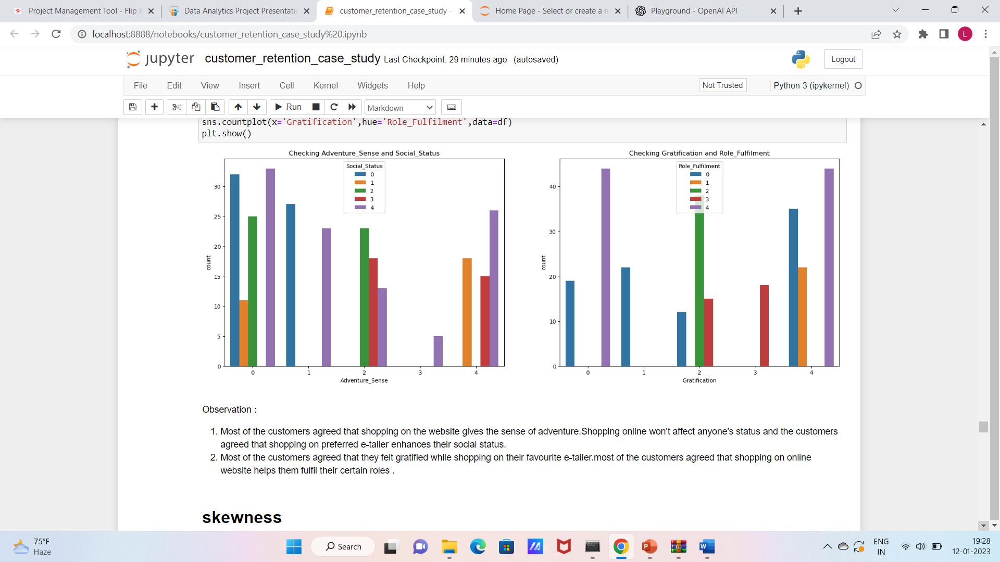 Project Management Tool - Flip R
Data Analytics Project Presentatic
customer_retention_case_study -
Home Page - Select or create a n
Playground - OpenAI API
localhost:8888/notebooks/customer_retention_case_study%20.ipynb
L
jupyter customer_retention_case_study Last Checkpoint: 29 minutes ago (autosaved)
Logout
File Edit View Insert Cell Kernel Widgets Help
Not Trusted
Python 3 (ipykernel)
Run
Markdown
sns.countplot(x='Gratification',hue='Role_Fulfilment',data=df)
plt.show()
Checking Adventure_Sense and Social_Status
Social_Status
0
1
2
3
4
30
25
20
15
10
5
0
count
0 1 2 3 4
Adventure_Sense
Checking Gratification and Role_Fulfilment
Role_Fulfilment
0
1
2
3
4
40
30
20
10
0
count
0 1 2 3 4
Gratification
Observation :
1. Most of the customers agreed that shopping on the website gives the sense of adventure.Shopping online won't affect anyone's status and the customers
agreed that shopping on preferred e-tailer enhances their social status.
2. Most of the customers agreed that they felt gratified while shopping on their favourite e-tailer.most of the customers agreed that shopping on online
website helps them fulfil their certain roles .
skewness
75°F
Haze
Search
ENG
IN
19:28
12-01-2023